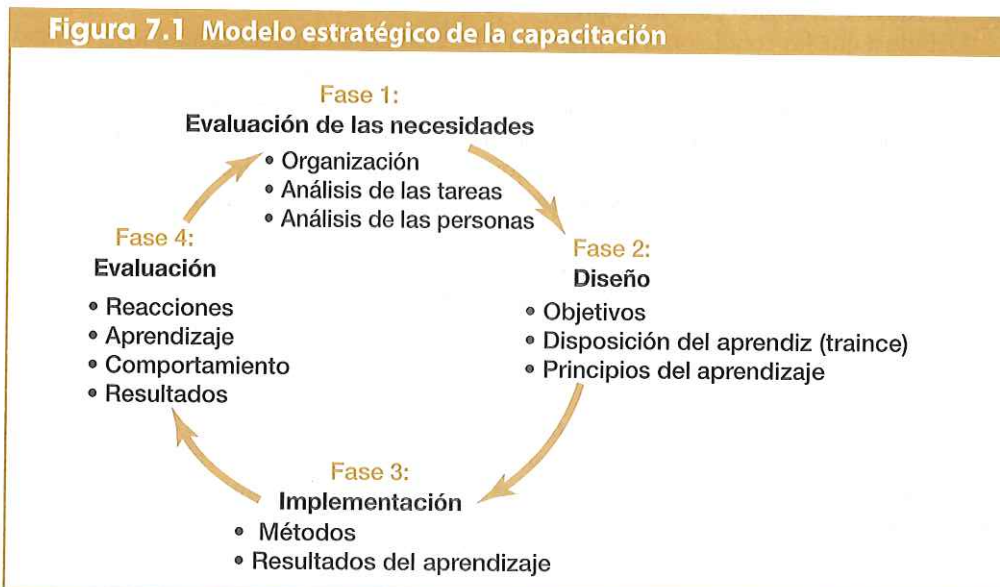 Figura 7.1 Modelo estratégico de la capacitación
Fase 1:
Evaluación de las necesidades
• Organización
• Análisis de las tareas
• Análisis de las personas
Fase 2:
Diseño
• Objetivos
• Disposición del aprendiz (traince)
• Principios del aprendizaje
Fase 3:
Implementación
• Métodos
• Resultados del aprendizaje
Fase 4:
Evaluación
• Reacciones
• Aprendizaje
• Comportamiento
• Resultados